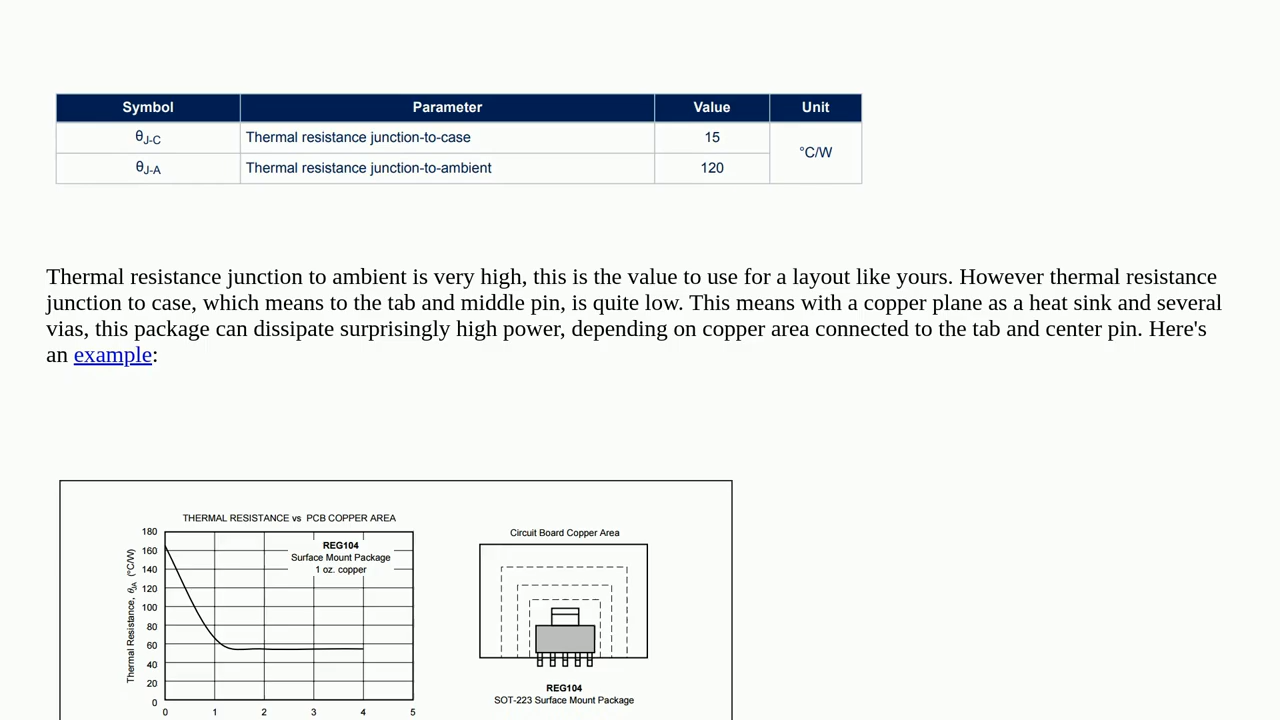 Symbol Parameter Value Unit
θJ-C Thermal resistance junction-to-case 15 °C/W
θJ-A Thermal resistance junction-to-ambient 120
Thermal resistance junction to ambient is very high, this is the value to use for a layout like yours. However thermal resistance
junction to case, which means to the tab and middle pin, is quite low. This means with a copper plane as a heat sink and several
vias, this package can dissipate surprisingly high power, depending on copper area connected to the tab and center pin. Here's
an example:
THERMAL RESISTANCE vs PCB COPPER AREA
Thermal Resistance, θJA (°C/W)
180
160
140
120
100
80
60
40
20
0
REG104
Surface Mount Package
1 oz. copper
0 1 2 3 4 5
Circuit Board Copper Area
REG104
SOT-223 Surface Mount Package